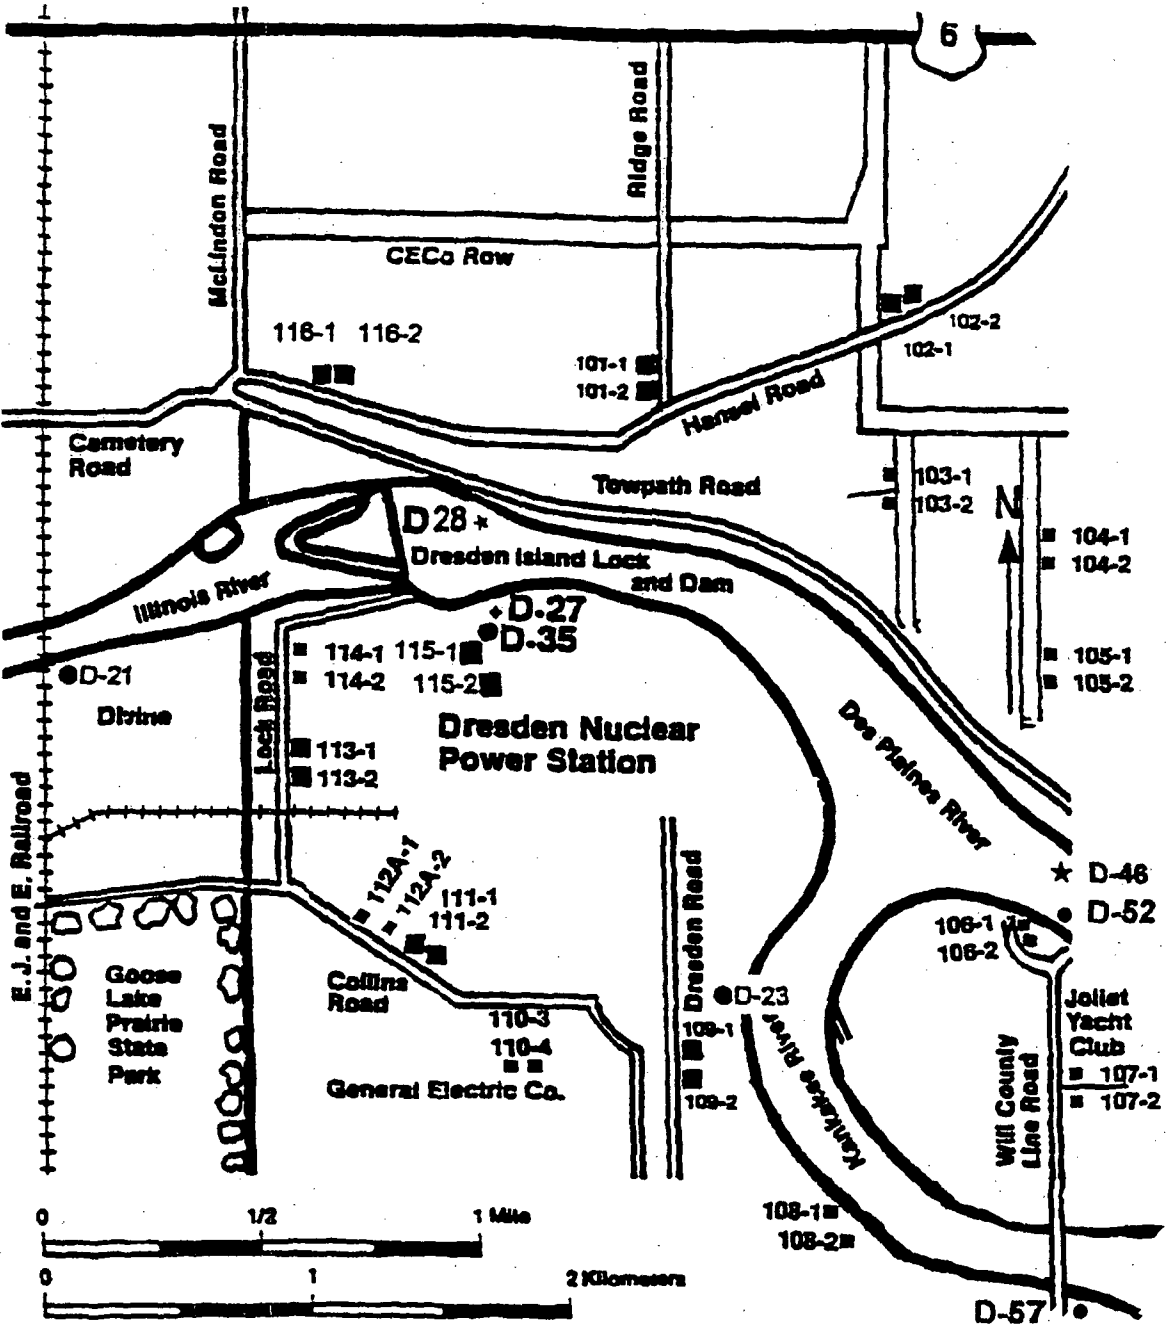 6
McLindon Road
Ridge Road
CECo Row
102-2
102-1
116-1 116-2
101-1
101-2
Hansel Road
Cemetery
Road
Towpath Road
103-1
103-2
N
104-1
104-2
D 28
Dresden Island Lock
and Dam
Illinois River
D-27
D-35
114-1 115-1
114-2 115-2
105-1
105-2
D-21
Divine
Lock Road
Dresden Nuclear
Power Station
Des Plaines River
113-1
113-2
E.J. and E. Railroad
112A-1
112A-2
111-1
111-2
Dresden Road
D-46
D-52
106-1
106-2
Goose
Lake
Prairie
State
Park
Collins
Road
D-23
Joliet
Yacht
Club
110-3
110-4
109-1
109-2
General Electric Co.
Kankakee River
Will County
Line Road
107-1
107-2
108-1
108-2
0 1/2 1 Mile
0 1 2 Kilometers
D-57